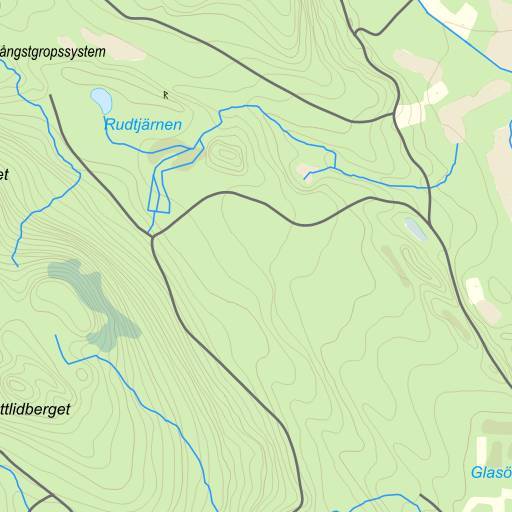 ångstgropssystem
Rudtjärnen
et
ttlidberget
Glasö